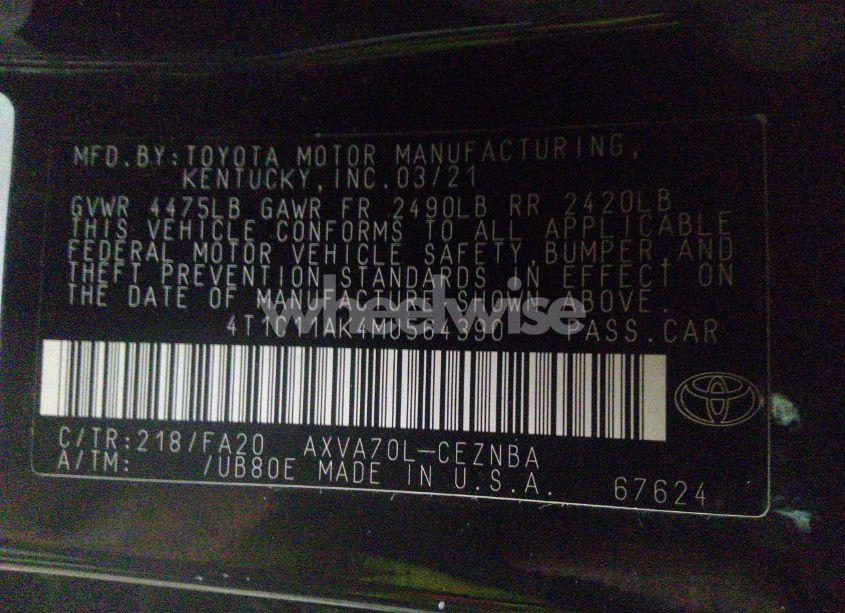 MFD.BY:TOYOTA MOTOR MANUFACTURING,
KENTUCKY,INC.03/21
GVWR 4475LB GAWR FR 2490LB RR 2420LB
THIS VEHICLE CONFORMS TO ALL APPLICABLE
FEDERAL MOTOR VEHICLE SAFETY,BUMPER,AND
THEFT PREVENTION STANDARDS IN EFFECT ON
THE DATE OF MANUFACTURE SHOWN ABOVE.
wheelwise
PASS.CAR
C/TR:218/FA20 AXVA70L-CEZNBA
A/TM: /UB80E MADE IN U.S.A.
67624